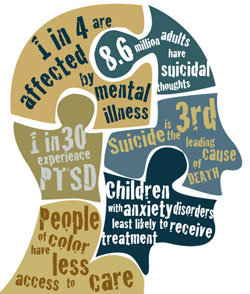 1 in 4 are
affected by
mental
illness
8.6 million adults
have
suicidal
thoughts
1 in 30
experience
PTSD
Suicide is 3rd
the leading
cause
of
DEATH
Children
with anxiety disorders
least likely to receive
treatment
People
of color
have less
access to care